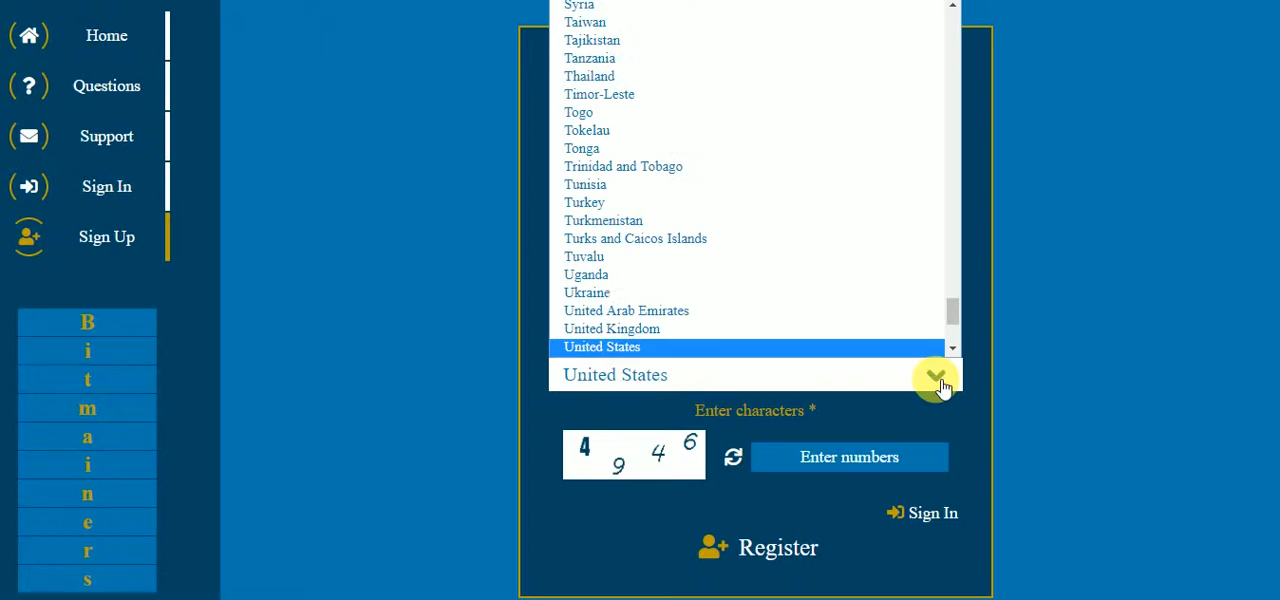 Home
Questions
Support
Sign In
Sign Up
B
i
t
m
a
i
n
e
r
s
Syria
Taiwan
Tajikistan
Tanzania
Thailand
Timor-Leste
Togo
Tokelau
Tonga
Trinidad and Tobago
Tunisia
Turkey
Turkmenistan
Turks and Caicos Islands
Tuvalu
Uganda
Ukraine
United Arab Emirates
United Kingdom
United States
United States
Enter characters *
4 9 4 6
Enter numbers
Sign In
Register